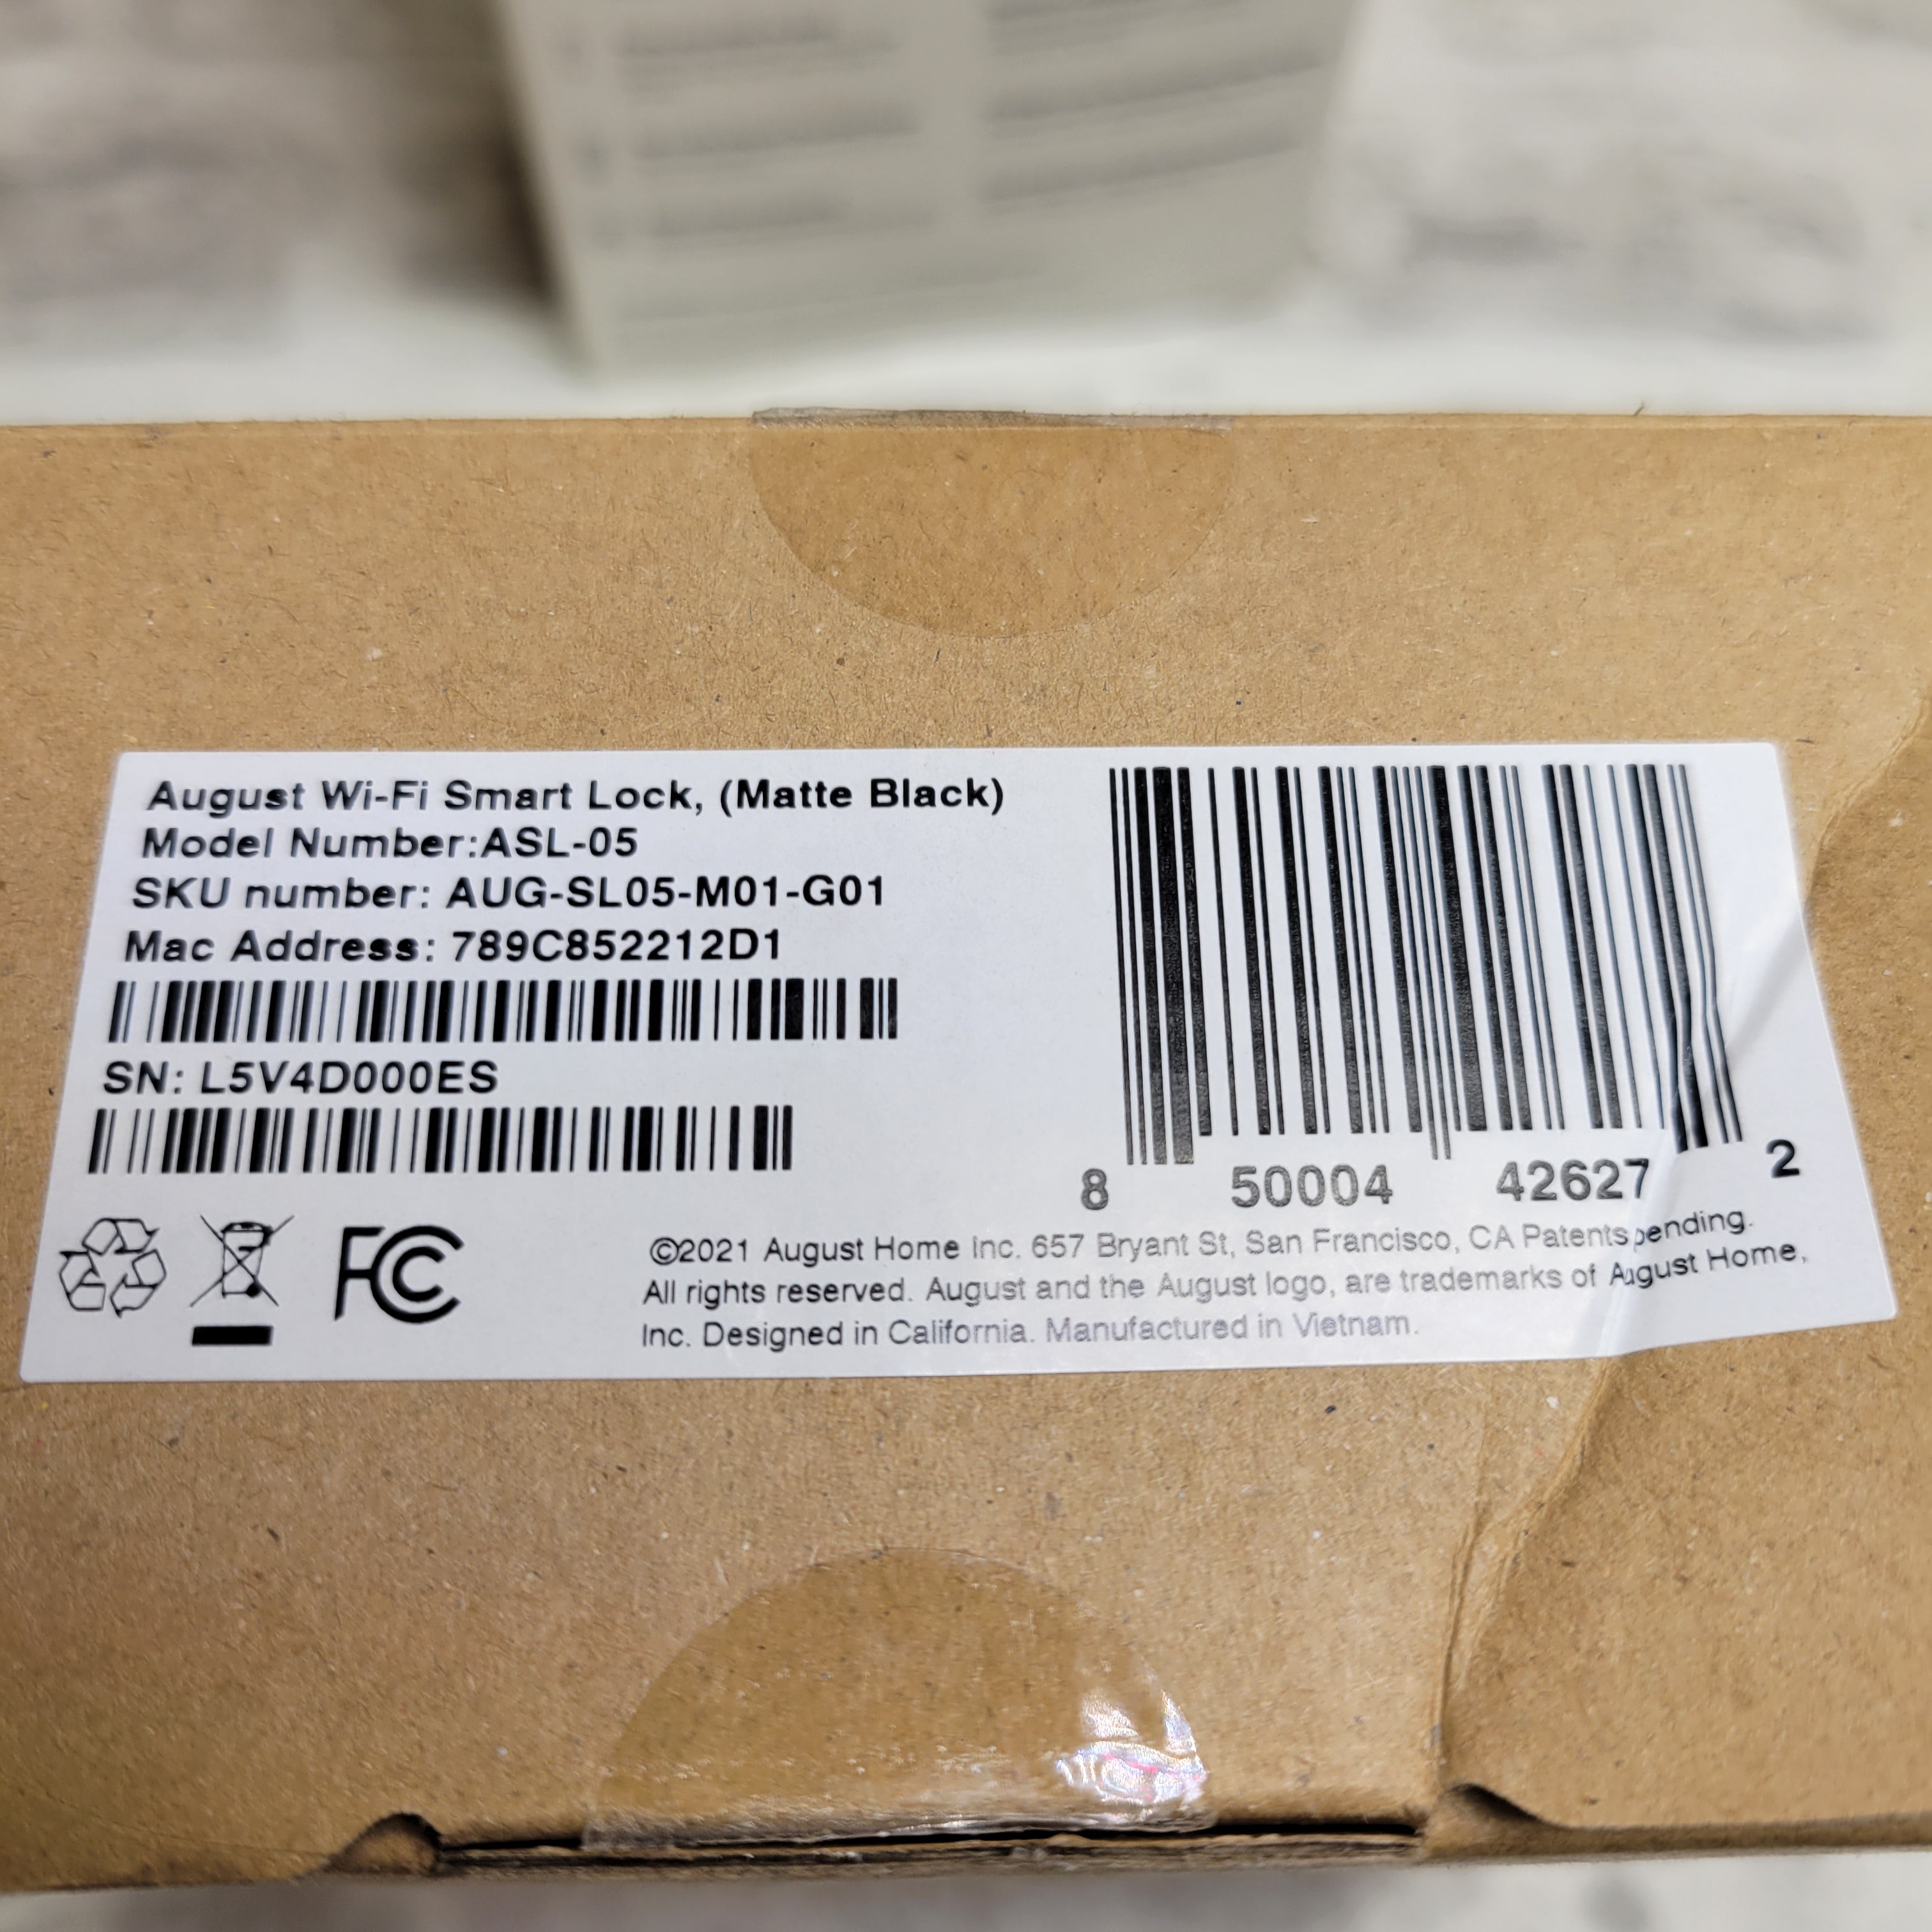 August Wi-Fi Smart Lock, (Matte Black)
Model Number:ASL-05
SKU number: AUG-SL05-M01-G01
Mac Address: 789C852212D1
SN: L5V4D000ES
FC
8 50004 42627 2
©2021 August Home Inc. 657 Bryant St, San Francisco, CA Patents pending.
All rights reserved. August and the August logo, are trademarks of August Home,
Inc. Designed in California. Manufactured in Vietnam.